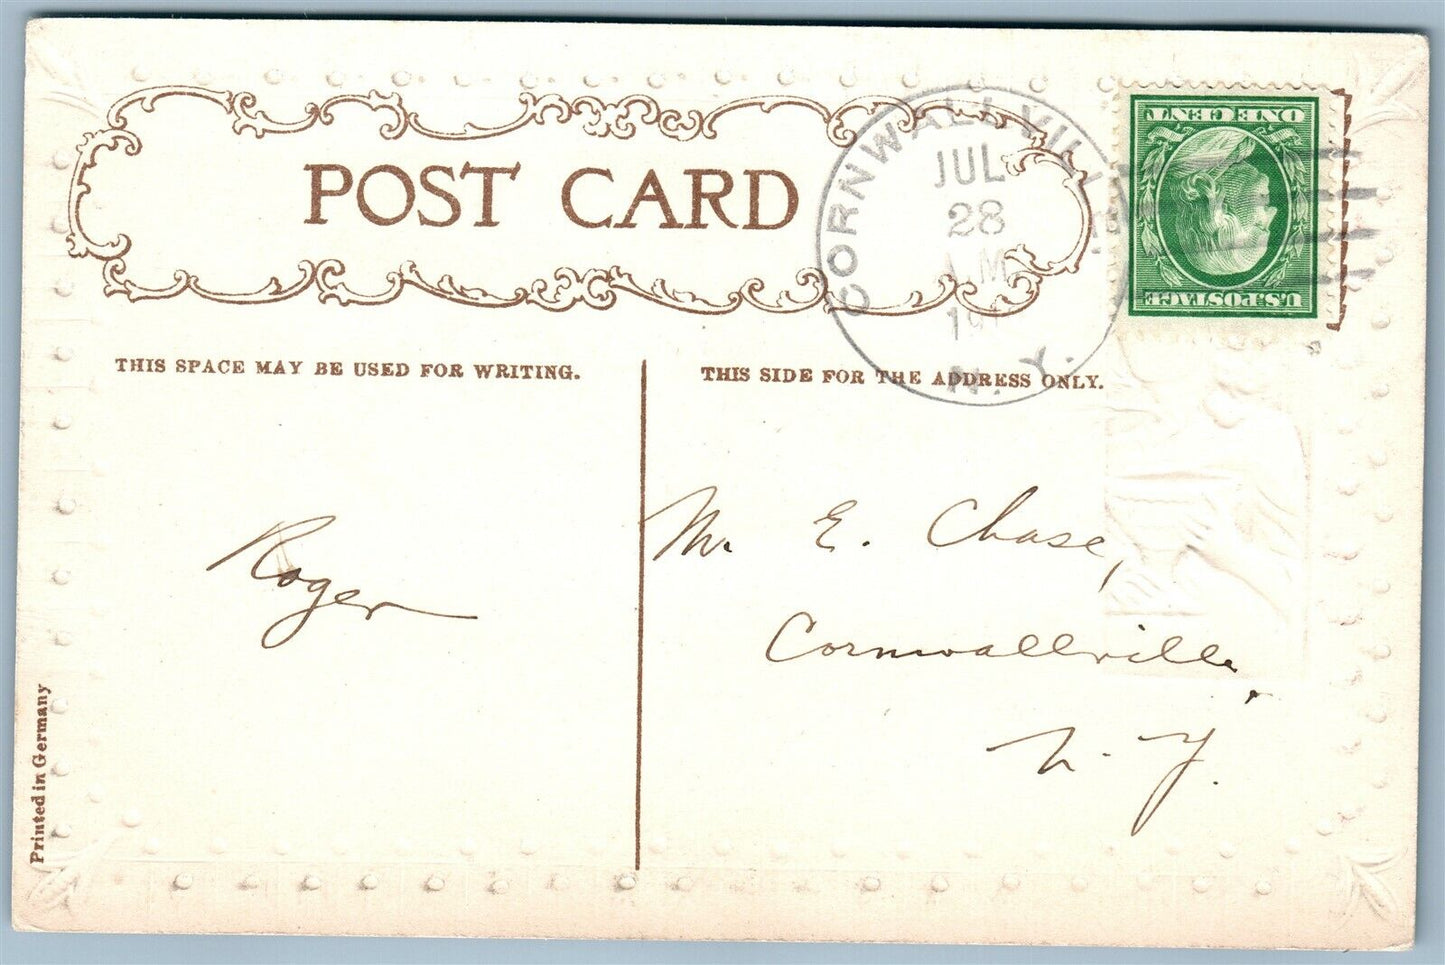 POST CARD
CORNWALLVILLE
JUL
28
A.M.
N. Y.
ONE CENT
U.S. POSTAGE
THIS SPACE MAY BE USED FOR WRITING.
THIS SIDE FOR THE ADDRESS ONLY.
Roger
M. E. Chase,
Cornwallville,
N. Y.
Printed in Germany